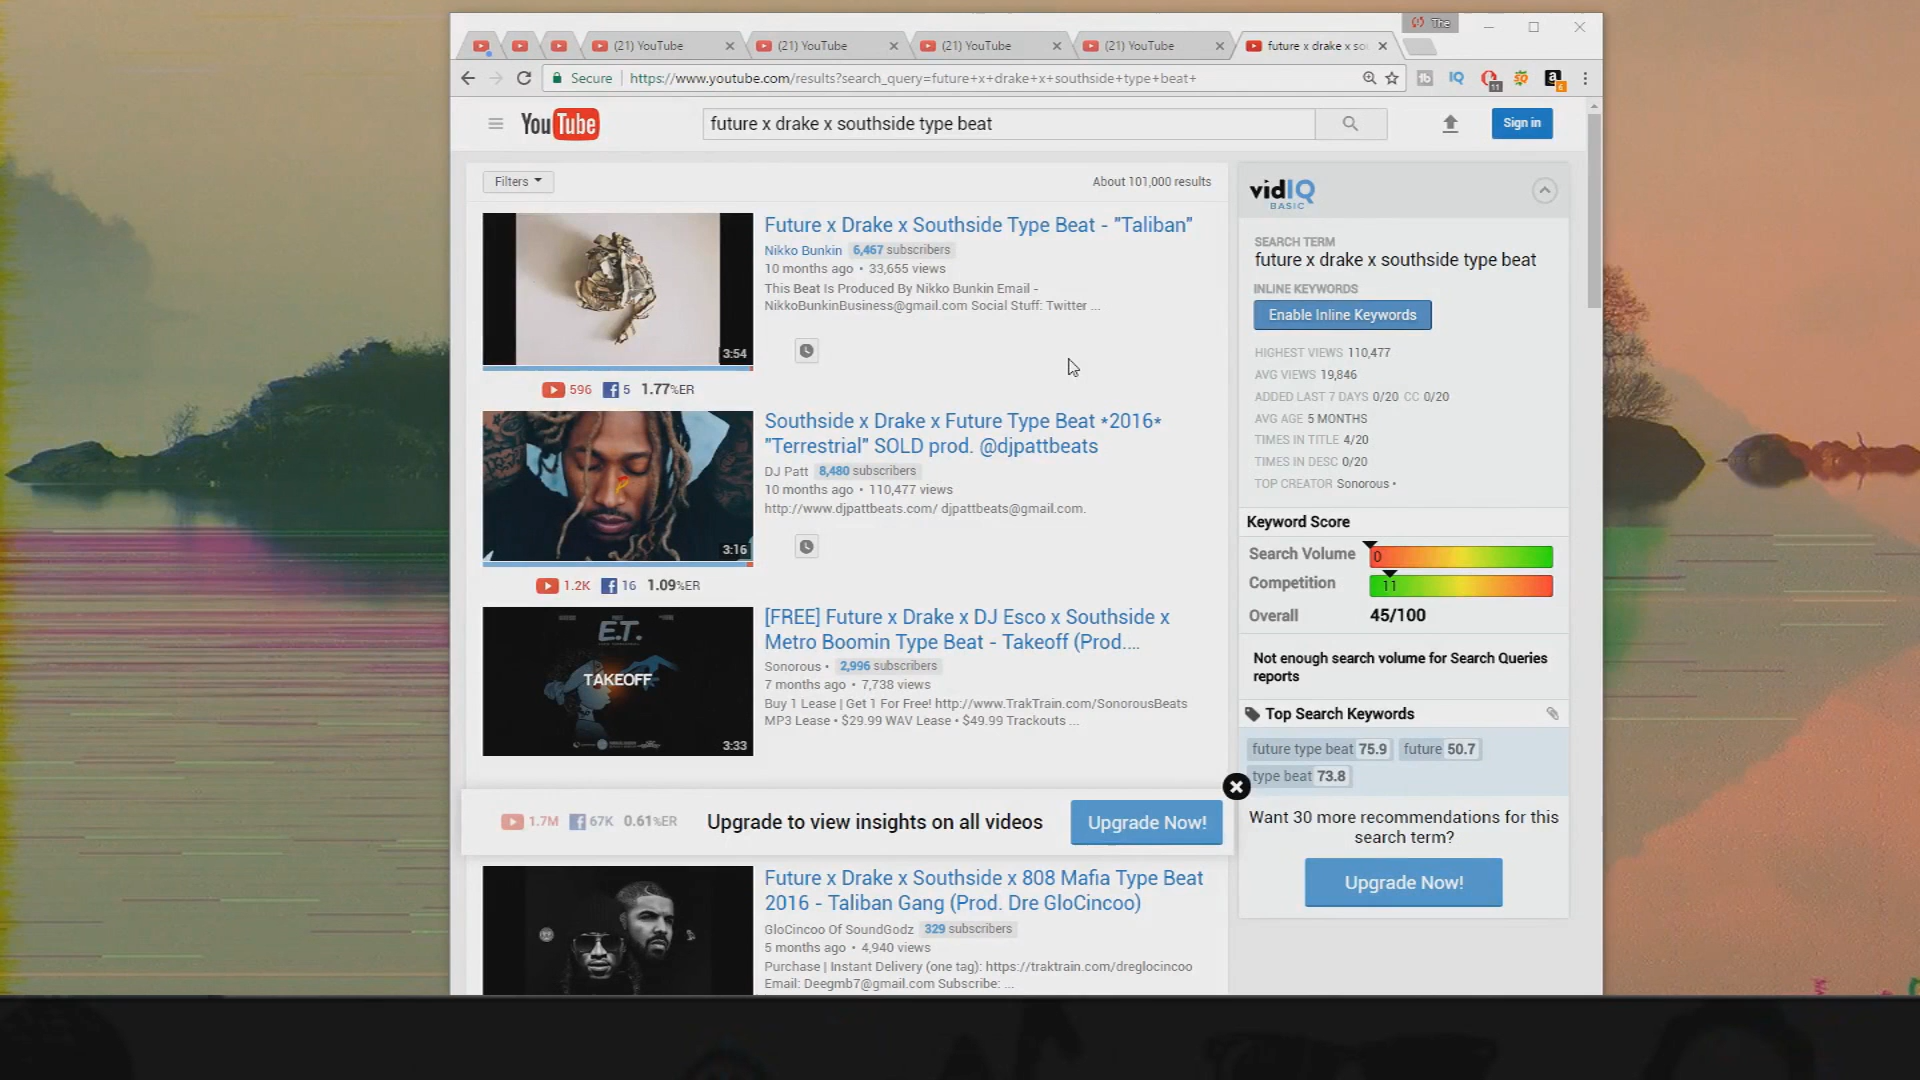 The
(21) YouTube
(21) YouTube
(21) YouTube
(21) YouTube
future x drake x so
Secure
https://www.youtube.com/results?search_query=future+x+drake+x+southside+type+beat+
IQ
11
6
YouTube
future x drake x southside type beat
Sign in
Filters
About 101,000 results
Future x Drake x Southside Type Beat - "Taliban"
Nikko Bunkin 6,467 subscribers
10 months ago • 33,655 views
This Beat Is Produced By Nikko Bunkin Email -
NikkoBunkinBusiness@gmail.com Social Stuff: Twitter ...
3:54
596 5 1.77%ER
Southside x Drake x Future Type Beat *2016*
"Terrestrial" SOLD prod. @djpattbeats
DJ Patt 8,480 subscribers
10 months ago • 110,477 views
http://www.djpattbeats.com/ djpattbeats@gmail.com.
3:16
1.2K 16 1.09%ER
[FREE] Future x Drake x DJ Esco x Southside x
Metro Boomin Type Beat - Takeoff (Prod....
Sonorous • 2,996 subscribers
7 months ago • 7,738 views
Buy 1 Lease | Get 1 For Free! http://www.TrakTrain.com/SonorousBeats
MP3 Lease • $29.99 WAV Lease • $49.99 Trackouts ...
E.T.
TAKEOFF
3:33
1.7M 67K 0.61%ER
Upgrade to view insights on all videos
Upgrade Now!
Future x Drake x Southside x 808 Mafia Type Beat
2016 - Taliban Gang (Prod. Dre GloCincoo)
GloCincoo Of SoundGodz 329 subscribers
5 months ago • 4,940 views
Purchase | Instant Delivery (one tag): https://traktrain.com/dreglocincoo
Email: Deegmb7@gmail.com Subscribe: ...
vidIQ
BASIC
SEARCH TERM
future x drake x southside type beat
INLINE KEYWORDS
Enable Inline Keywords
HIGHEST VIEWS 110,477
AVG VIEWS 19,846
ADDED LAST 7 DAYS 0/20 CC 0/20
AVG AGE 5 MONTHS
TIMES IN TITLE 4/20
TIMES IN DESC 0/20
TOP CREATOR Sonorous •
Keyword Score
Search Volume 0
Competition 11
Overall 45/100
Not enough search volume for Search Queries
reports
Top Search Keywords
future type beat 75.9 future 50.7
type beat 73.8
Want 30 more recommendations for this
search term?
Upgrade Now!